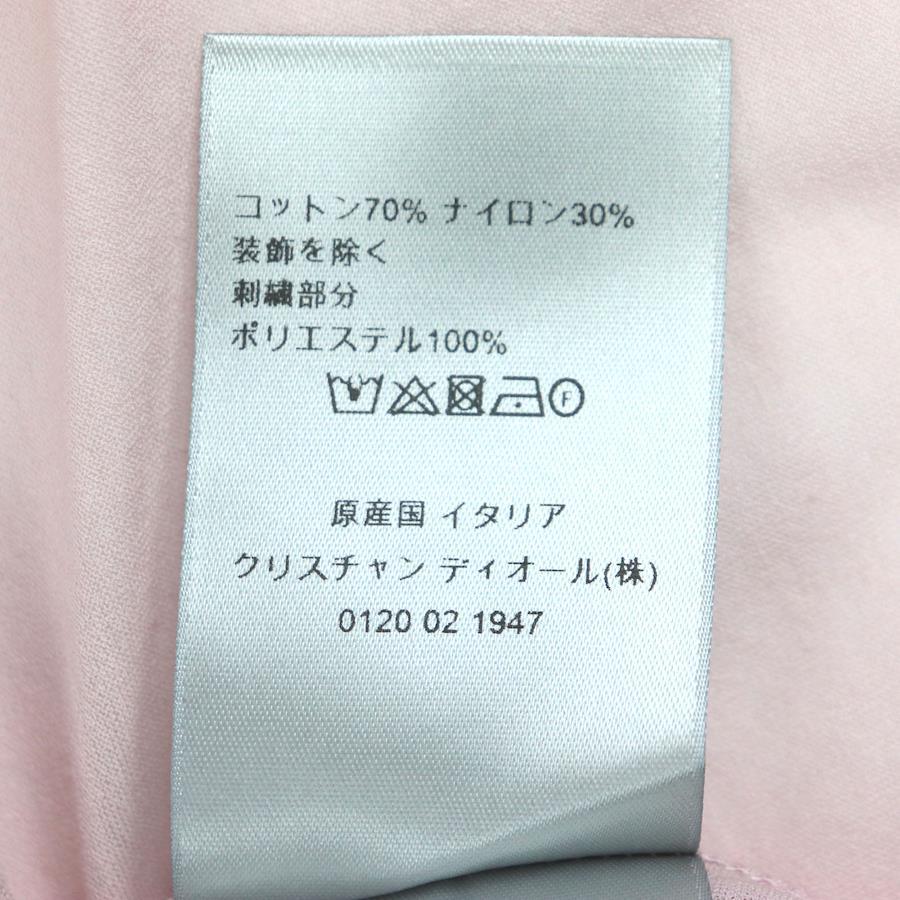 コットン70% ナイロン30%
装飾を除く
刺繍部分
ポリエステル100%
F
原産国 イタリア
クリスチャン ディオール(株)
0120 02 1947